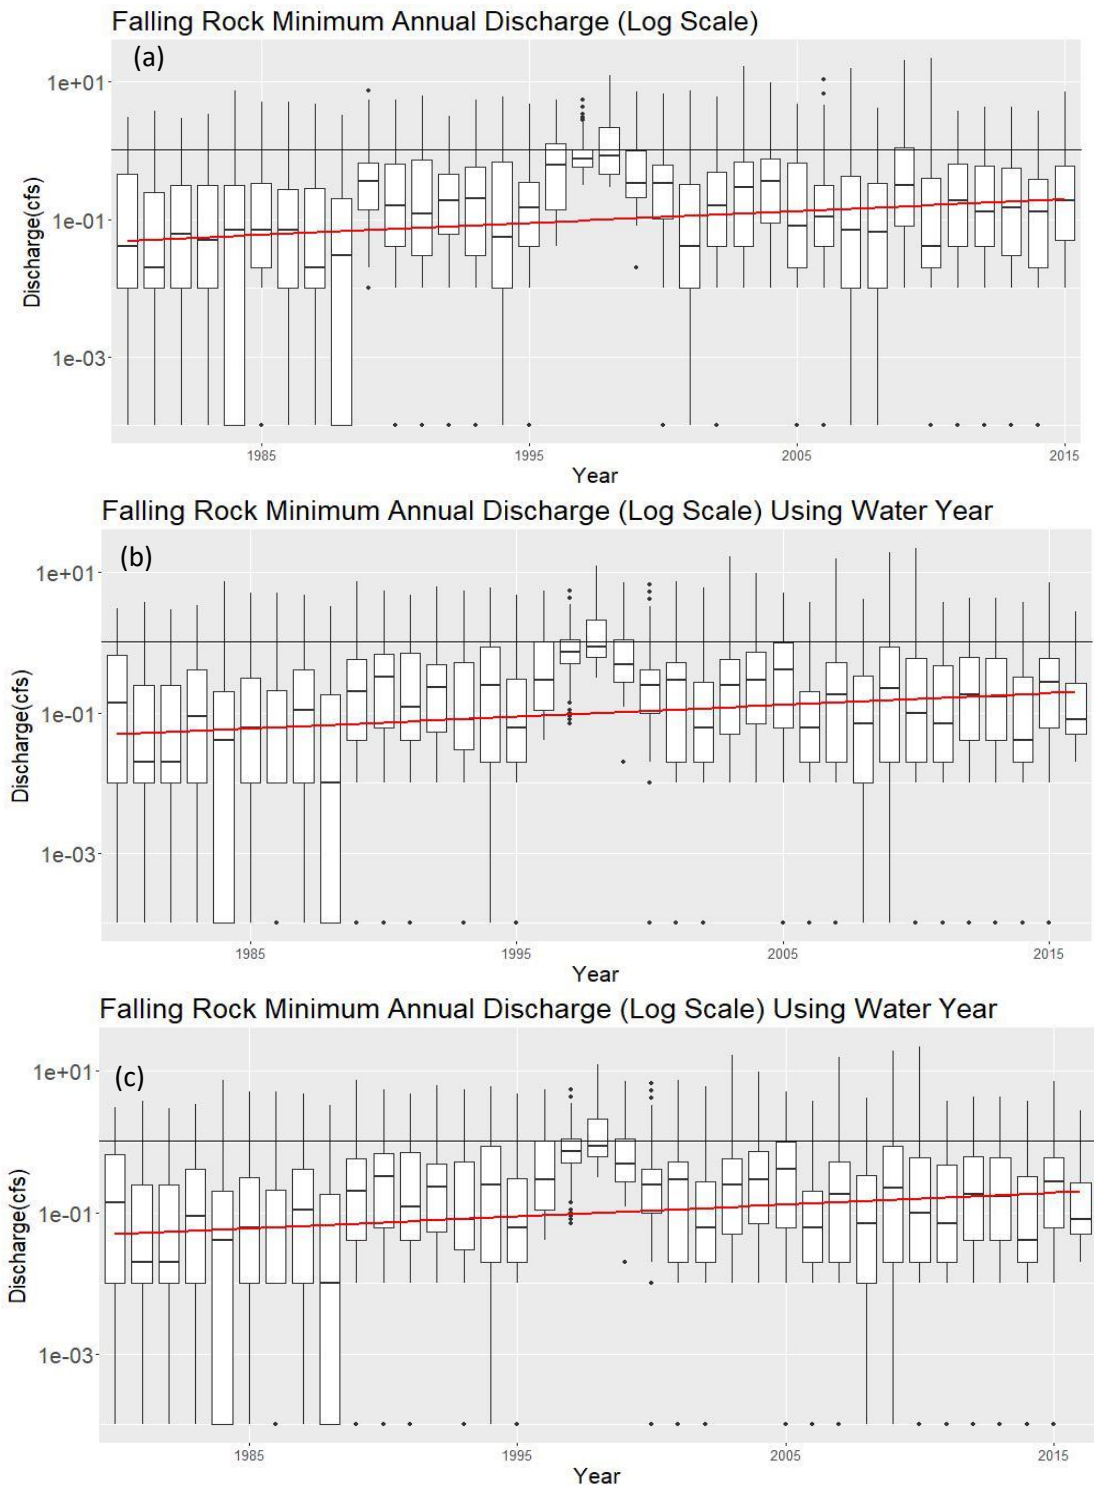 Falling Rock Minimum Annual Discharge (Log Scale)
(a)
1e+01
1e-01
1e-03
Discharge(cfs)
1985 1995 2005 2015
Year
Falling Rock Minimum Annual Discharge (Log Scale) Using Water Year
(b)
1e+01
1e-01
1e-03
Discharge(cfs)
1985 1995 2005 2015
Year
Falling Rock Minimum Annual Discharge (Log Scale) Using Water Year
(c)
1e+01
1e-01
1e-03
Discharge(cfs)
1985 1995 2005 2015
Year